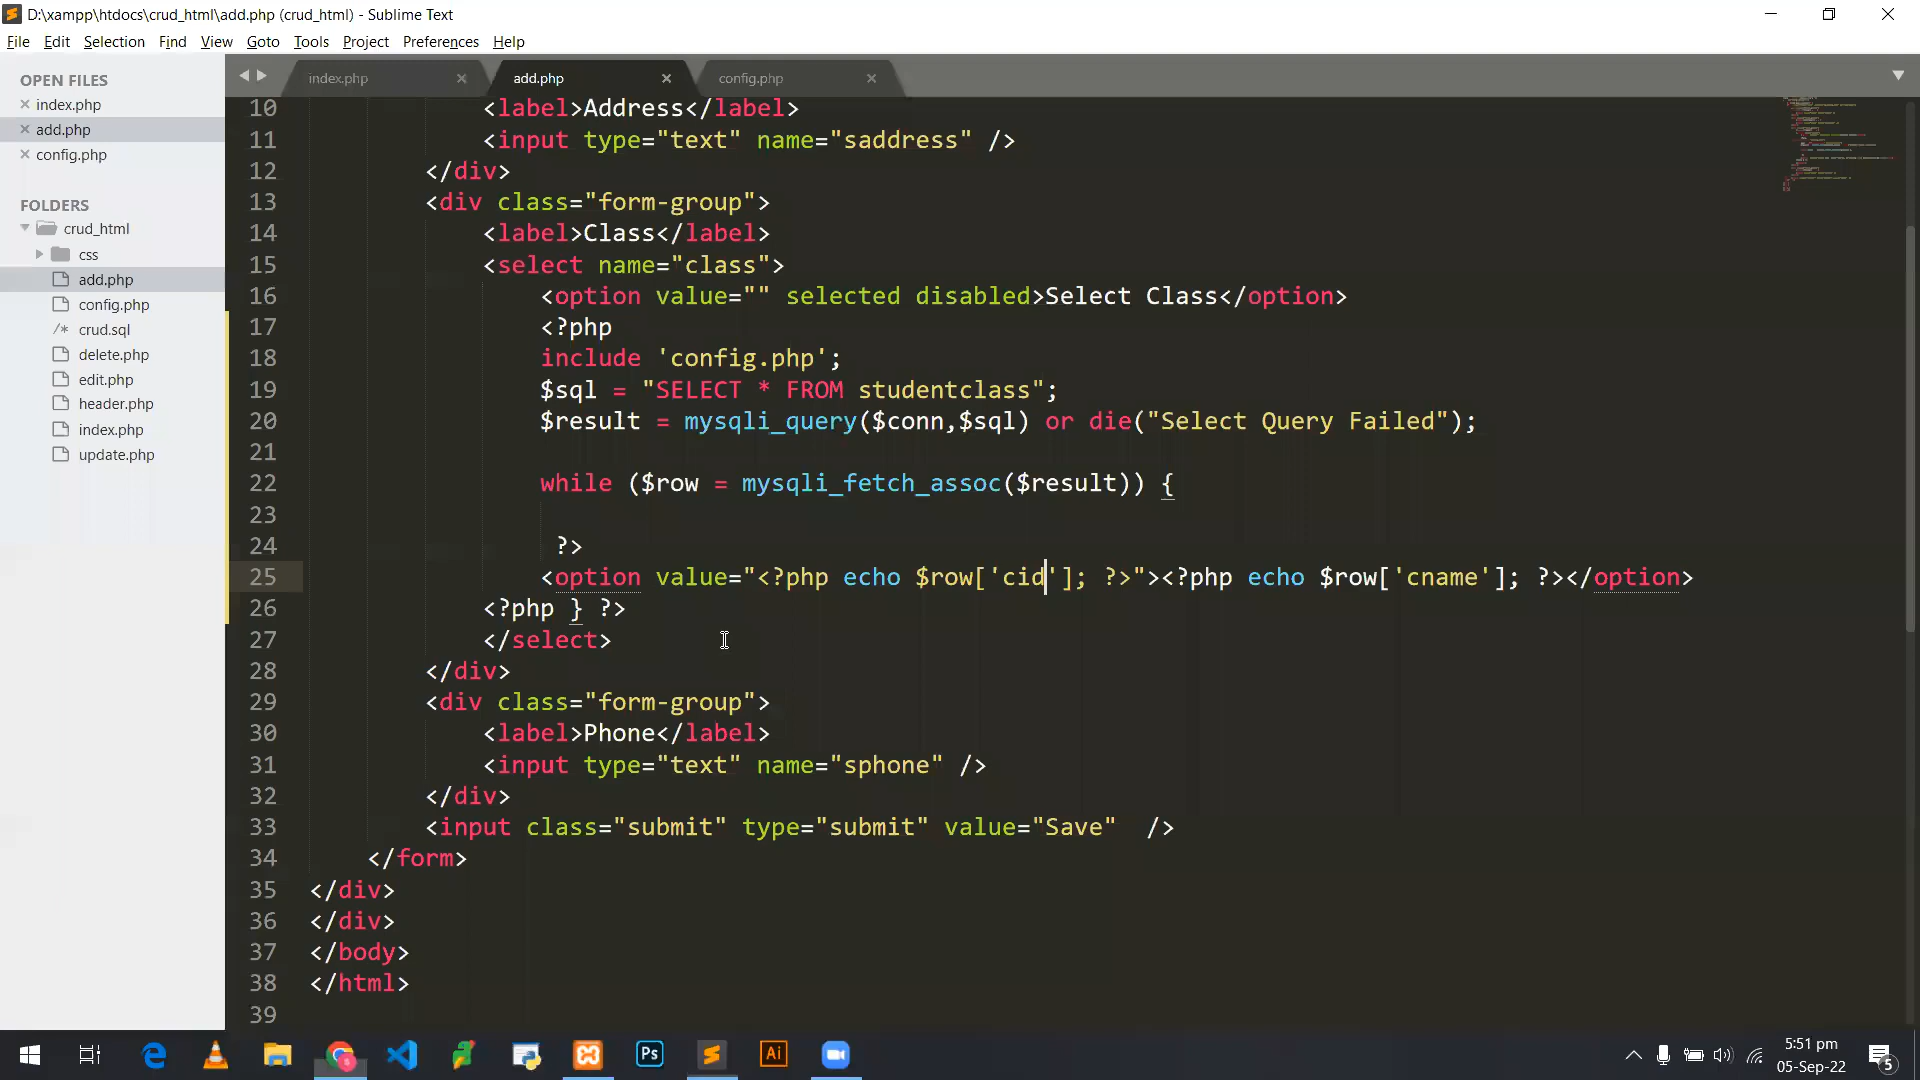 D:\xampp\htdocs\crud_html\add.php (crud_html) - Sublime Text
File Edit Selection Find View Goto Tools Project Preferences Help
OPEN FILES
index.php
add.php
config.php
FOLDERS
crud_html
css
add.php
config.php
/* crud.sql
delete.php
edit.php
header.php
index.php
update.php
index.php add.php config.php
10 <label>Address</label>
11 <input type="text" name="saddress" />
12 </div>
13 <div class="form-group">
14 <label>Class</label>
15 <select name="class">
16 <option value="" selected disabled>Select Class</option>
17 <?php
18 include 'config.php';
19 $sql = "SELECT * FROM studentclass";
20 $result = mysqli_query($conn,$sql) or die("Select Query Failed");
21
22 while ($row = mysqli_fetch_assoc($result)) {
23
24 ?>
25 <option value="<?php echo $row['cid']; ?>"><?php echo $row['cname']; ?></option>
26 <?php } ?>
27 </select>
28 </div>
29 <div class="form-group">
30 <label>Phone</label>
31 <input type="text" name="sphone" />
32 </div>
33 <input class="submit" type="submit" value="Save"  />
34 </form>
35 </div>
36 </div>
37 </body>
38 </html>
39
Ps
Ai
5:51 pm
05-Sep-22
5